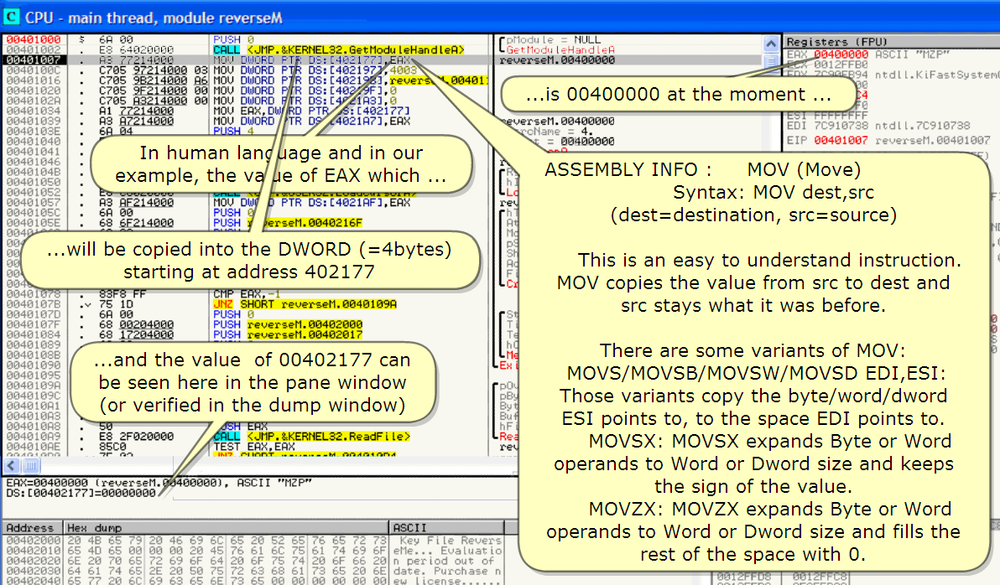 CPU - main thread, module reverseM
00401000 $ 6A 00 PUSH 0
00401002 . E8 64020000 CALL <JMP.&KERNEL32.GetModuleHandleA>
00401007 . A3 77214000 MOV DWORD PTR DS:[402177],EAX
0040100C . C705 97214000 03 MOV DWORD PTR DS:[402197],4003
00401016 . C705 9B214000 A6 MOV DWORD PTR DS:[40219B],reverseM.00401
00401020 . C705 9F214000 00 MOV DWORD PTR DS:[40219F],0
0040102A . C705 A3214000 00 MOV DWORD PTR DS:[4021A3],0
00401034 . A1 77214000 MOV EAX,DWORD PTR DS:[402177]
00401039 . A3 A7214000 MOV DWORD PTR DS:[4021A7],EAX
0040103E . 6A 04 PUSH 4
00401040
00401041
00401046
0040104B
00401050
00401052
00401057 . A3 AF214000 MOV DWORD PTR DS:[4021AF],EAX
0040105C . 6A 00 PUSH 0
0040105E . 68 6F214000 PUSH reverseM.0040216F
00401078 . 83F8 FF CMP EAX,-1
0040107B . 75 1D JNZ SHORT reverseM.0040109A
0040107D . 6A 00 PUSH 0
0040107F . 68 00204000 PUSH reverseM.00402000
00401084 . 68 17204000 PUSH reverseM.00402017
00401089
0040108B
00401090
00401095
0040109A
0040109C
004010A1
004010A3
004010A8 . 50 PUSH EAX
004010A9 . E8 2F020000 CALL <JMP.&KERNEL32.ReadFile>
004010AE . 85C0 TEST EAX,EAX
pModule = NULL
GetModuleHandleA
reverseM.00400000
reverseM.00400000
= 4.
= 00400000
Registers (FPU)
EAX 00400000 ASCII "MZP"
ECX 0012FFB0
EDX 7C90EB94 ntdll.KiFastSystem
ESI FFFFFFFF
EDI 7C910738 ntdll.7C910738
EIP 00401007 reverseM.00401007
...is 00400000 at the moment ...
In human language and in our
example, the value of EAX which ...
...will be copied into the DWORD (=4bytes)
starting at address 402177
...and the value of 00402177 can
be seen here in the pane window
(or verified in the dump window)
ASSEMBLY INFO : MOV (Move)
Syntax: MOV dest,src
(dest=destination, src=source)
This is an easy to understand instruction.
MOV copies the value from src to dest and
src stays what it was before.
There are some variants of MOV:
MOVS/MOVSB/MOVSW/MOVSD EDI,ESI:
Those variants copy the byte/word/dword
ESI points to, to the space EDI points to.
MOVSX: MOVSX expands Byte or Word
operands to Word or Dword size and keeps
the sign of the value.
MOVZX: MOVZX expands Byte or Word
operands to Word or Dword size and fills the
rest of the space with 0.
EAX=00400000 (reverseM.00400000), ASCII "MZP"
DS:[00402177]=00000000
Address Hex dump ASCII
00402000 20 4B 65 79 20 46 69 6C 65 20 52 65 76 65 72 73 Key File Revers
00402010 65 4D 65 00 00 00 20 45 76 61 6C 75 61 74 69 6F eMe... Evaluatio
00402020 6E 20 70 65 72 69 6F 64 20 6F 75 74 20 6F 66 20 n period out of
00402030 64 61 74 65 2E 20 50 75 72 63 68 61 73 65 20 6E date. Purchase n
00402040 65 77 20 6C 69 63 65 6E 73 65 00 00 00 00 00 00 ew license......
0012FFD8 0012FFC8